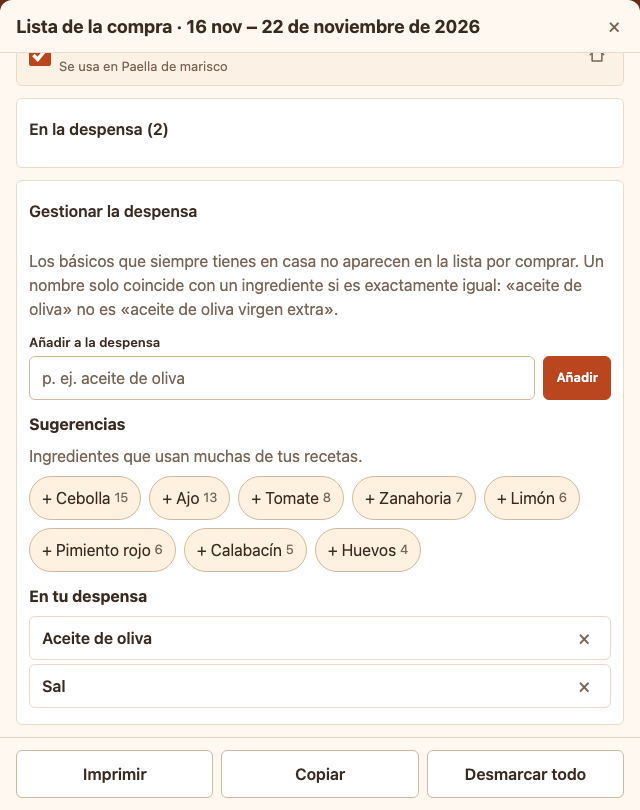 Lista de la compra · 16 nov – 22 de noviembre de 2026
Se usa en Paella de marisco
En la despensa (2)
Gestionar la despensa
Los básicos que siempre tienes en casa no aparecen en la lista por comprar. Un
nombre solo coincide con un ingrediente si es exactamente igual: «aceite de
oliva» no es «aceite de oliva virgen extra».
Añadir a la despensa
p. ej. aceite de oliva
Añadir
Sugerencias
Ingredientes que usan muchas de tus recetas.
+ Cebolla 15 + Ajo 13 + Tomate 8 + Zanahoria 7 + Limón 6
+ Pimiento rojo 6 + Calabacín 5 + Huevos 4
En tu despensa
Aceite de oliva
Sal
Imprimir Copiar Desmarcar todo